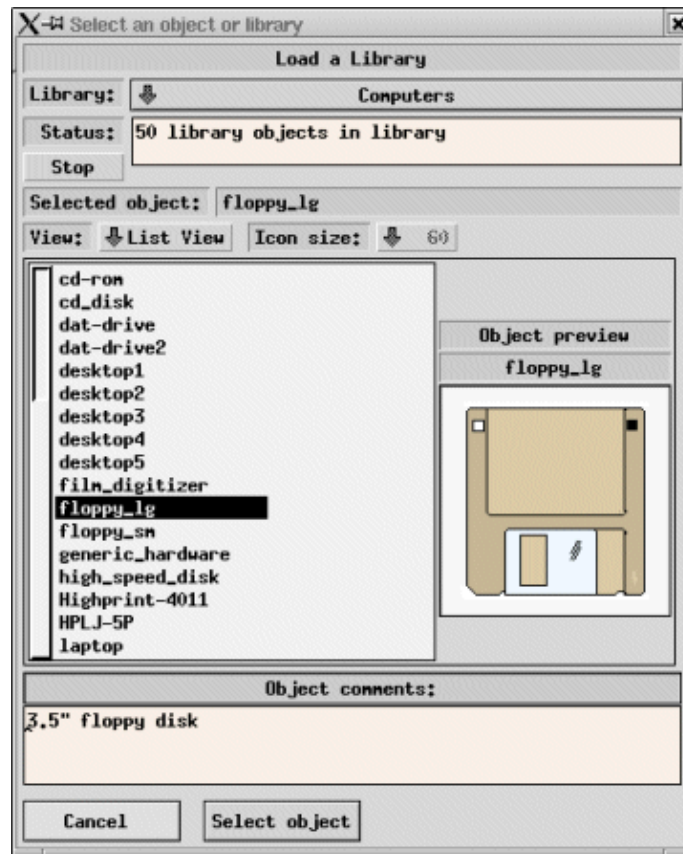 Select an object or library
Load a Library
Library: Computers
Status: 50 library objects in library
Stop
Selected object: floppy_lg
View: List View Icon size: 60
cd-rom
cd_disk
dat-drive
dat-drive2
desktop1
desktop2
desktop3
desktop4
desktop5
film_digitizer
floppy_lg
floppy_sm
generic_hardware
high_speed_disk
Highprint-4011
HPLJ-5P
laptop
Object preview
floppy_lg
Object comments:
3.5" floppy disk
Cancel Select object